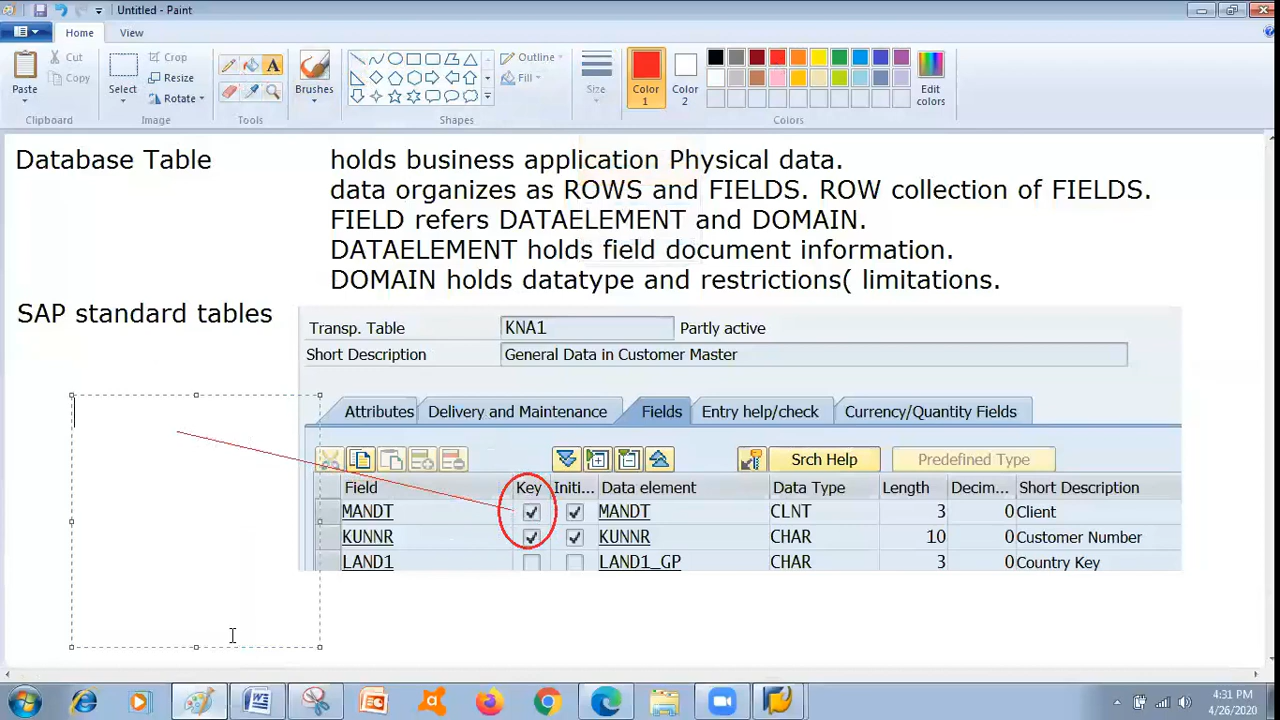 Untitled - Paint
Home
View
Paste
Cut
Copy
Clipboard
Select
Crop
Resize
Rotate
Image
A
Tools
Brushes
Shapes
Outline
Fill
Size
Color 1
Color 2
Edit colors
Colors
Database Table
holds business application Physical data.
data organizes as ROWS and FIELDS. ROW collection of FIELDS.
FIELD refers DATAELEMENT and DOMAIN.
DATAELEMENT holds field document information.
DOMAIN holds datatype and restrictions( limitations.
SAP standard tables
Transp. Table KNA1 Partly active
Short Description General Data in Customer Master
Attributes Delivery and Maintenance Fields Entry help/check Currency/Quantity Fields
Srch Help Predefined Type
Field Key Initi... Data element Data Type Length Decim... Short Description
MANDT MANDT CLNT 3 0 Client
KUNNR KUNNR CHAR 10 0 Customer Number
LAND1 LAND1_GP CHAR 3 0 Country Key
4:31 PM
4/26/2020